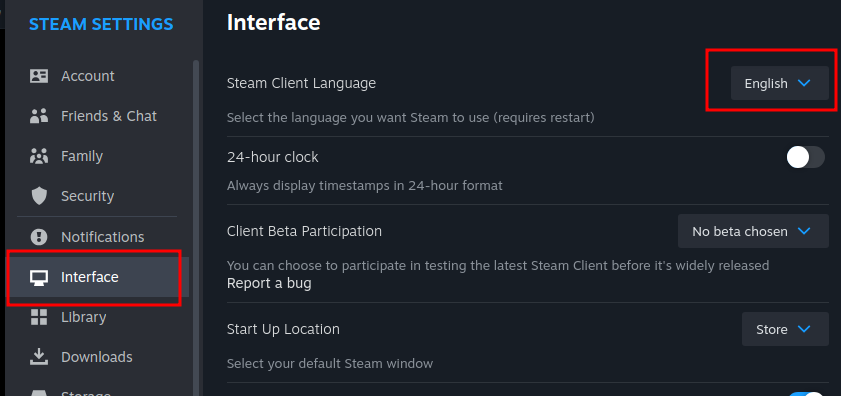 STEAM SETTINGS
Account
Friends & Chat
Family
Security
Notifications
Interface
Library
Downloads
Storage
Interface
Steam Client Language
English
Select the language you want Steam to use (requires restart)
24-hour clock
Always display timestamps in 24-hour format
Client Beta Participation
No beta chosen
You can choose to participate in testing the latest Steam Client before it's widely released
Report a bug
Start Up Location
Store
Select your default Steam window